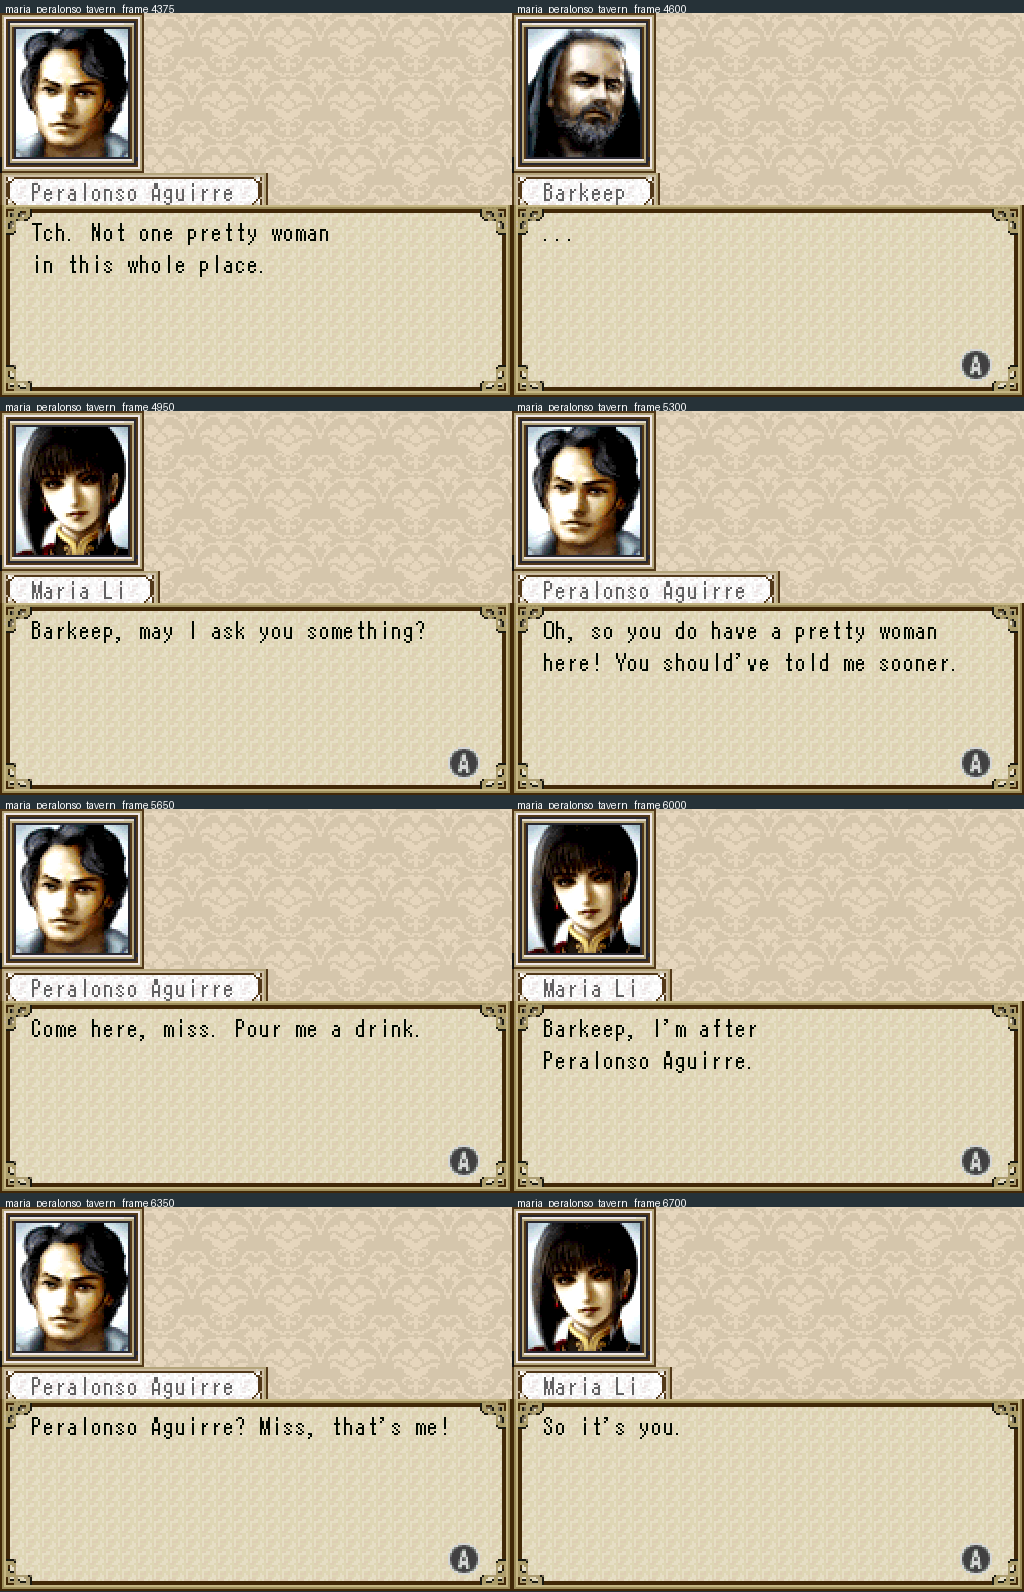 maria_peralonso_tavern_frame 4375
Peralonso Aguirre
Tch. Not one pretty woman
in this whole place.
maria_peralonso_tavern_frame 4600
Barkeep
...
A
maria_peralonso_tavern_frame 4950
Maria Li
Barkeep, may I ask you something?
A
maria_peralonso_tavern_frame 5300
Peralonso Aguirre
Oh, so you do have a pretty woman
here! You should've told me sooner.
A
maria_peralonso_tavern_frame 5650
Peralonso Aguirre
Come here, miss. Pour me a drink.
A
maria_peralonso_tavern_frame 6000
Maria Li
Barkeep, I'm after
Peralonso Aguirre.
A
maria_peralonso_tavern_frame 6350
Peralonso Aguirre
Peralonso Aguirre? Miss, that's me!
A
maria_peralonso_tavern_frame 6700
Maria Li
So it's you.
A